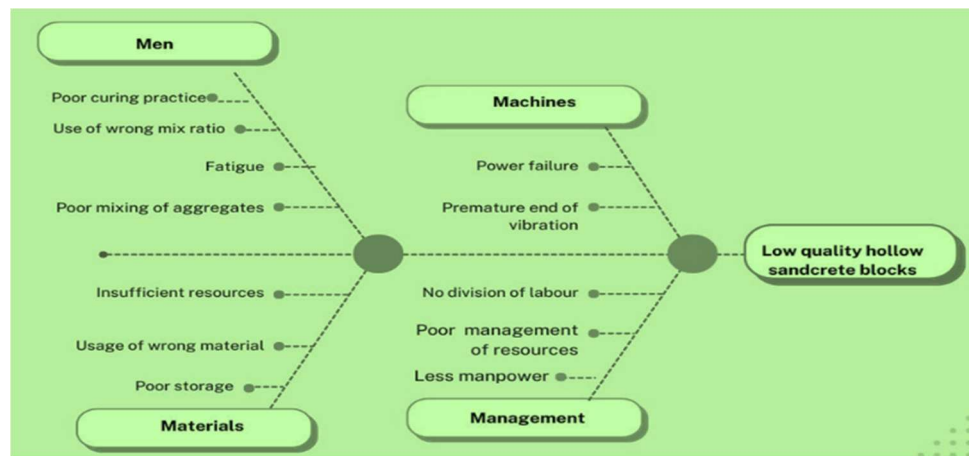 Men
Poor curing practice
Use of wrong mix ratio
Fatigue
Poor mixing of aggregates
Machines
Power failure
Premature end of
vibration
Low quality hollow
sandcrete blocks
Insufficient resources
Usage of wrong material
Poor storage
Materials
No division of labour
Poor management
of resources
Less manpower
Management